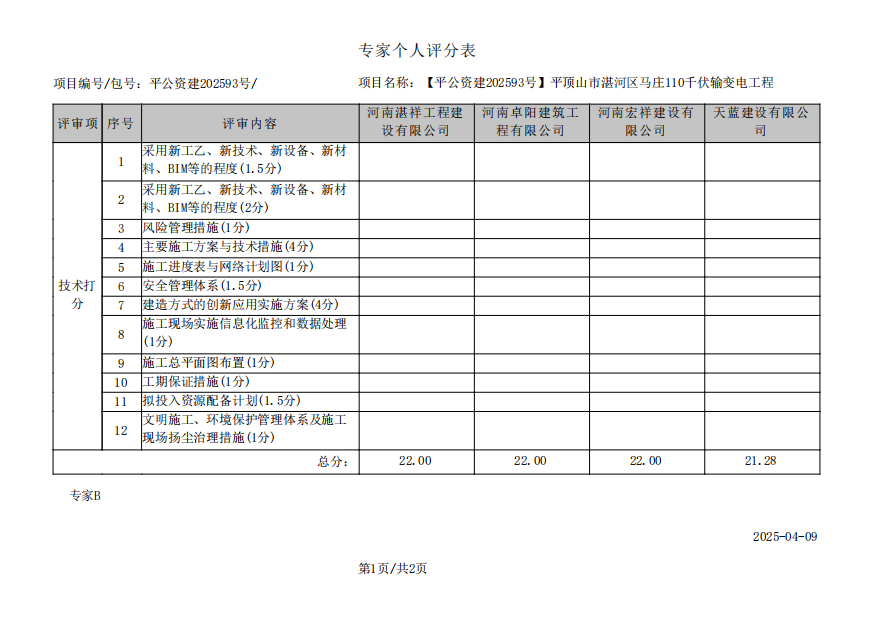 专家个人评分表
项目编号/包号: 平公资建202593号/ 项目名称: 【平公资建202593号】平顶山市湛河区马庄110千伏输变电工程
评审项 序号 评审内容 河南湛祥工程建设有限公司 河南卓阳建筑工程有限公司 河南宏祥建设有限公司 天蓝建设有限公司
技术打分
1 采用新工乙、新技术、新设备、新材料、BIM等的程度(1.5分)
2 采用新工乙、新技术、新设备、新材料、BIM等的程度(2分)
3 风险管理措施(1分)
4 主要施工方案与技术措施(4分)
5 施工进度表与网络计划图(1分)
6 安全管理体系(1.5分)
7 建造方式的创新应用实施方案(4分)
8 施工现场实施信息化监控和数据处理(1分)
9 施工总平面图布置(1分)
10 工期保证措施(1分)
11 拟投入资源配备计划(1.5分)
12 文明施工、环境保护管理体系及施工现场扬尘治理措施(1分)
总分: 22.00 22.00 22.00 21.28
专家B
2025-04-09
第1页/共2页